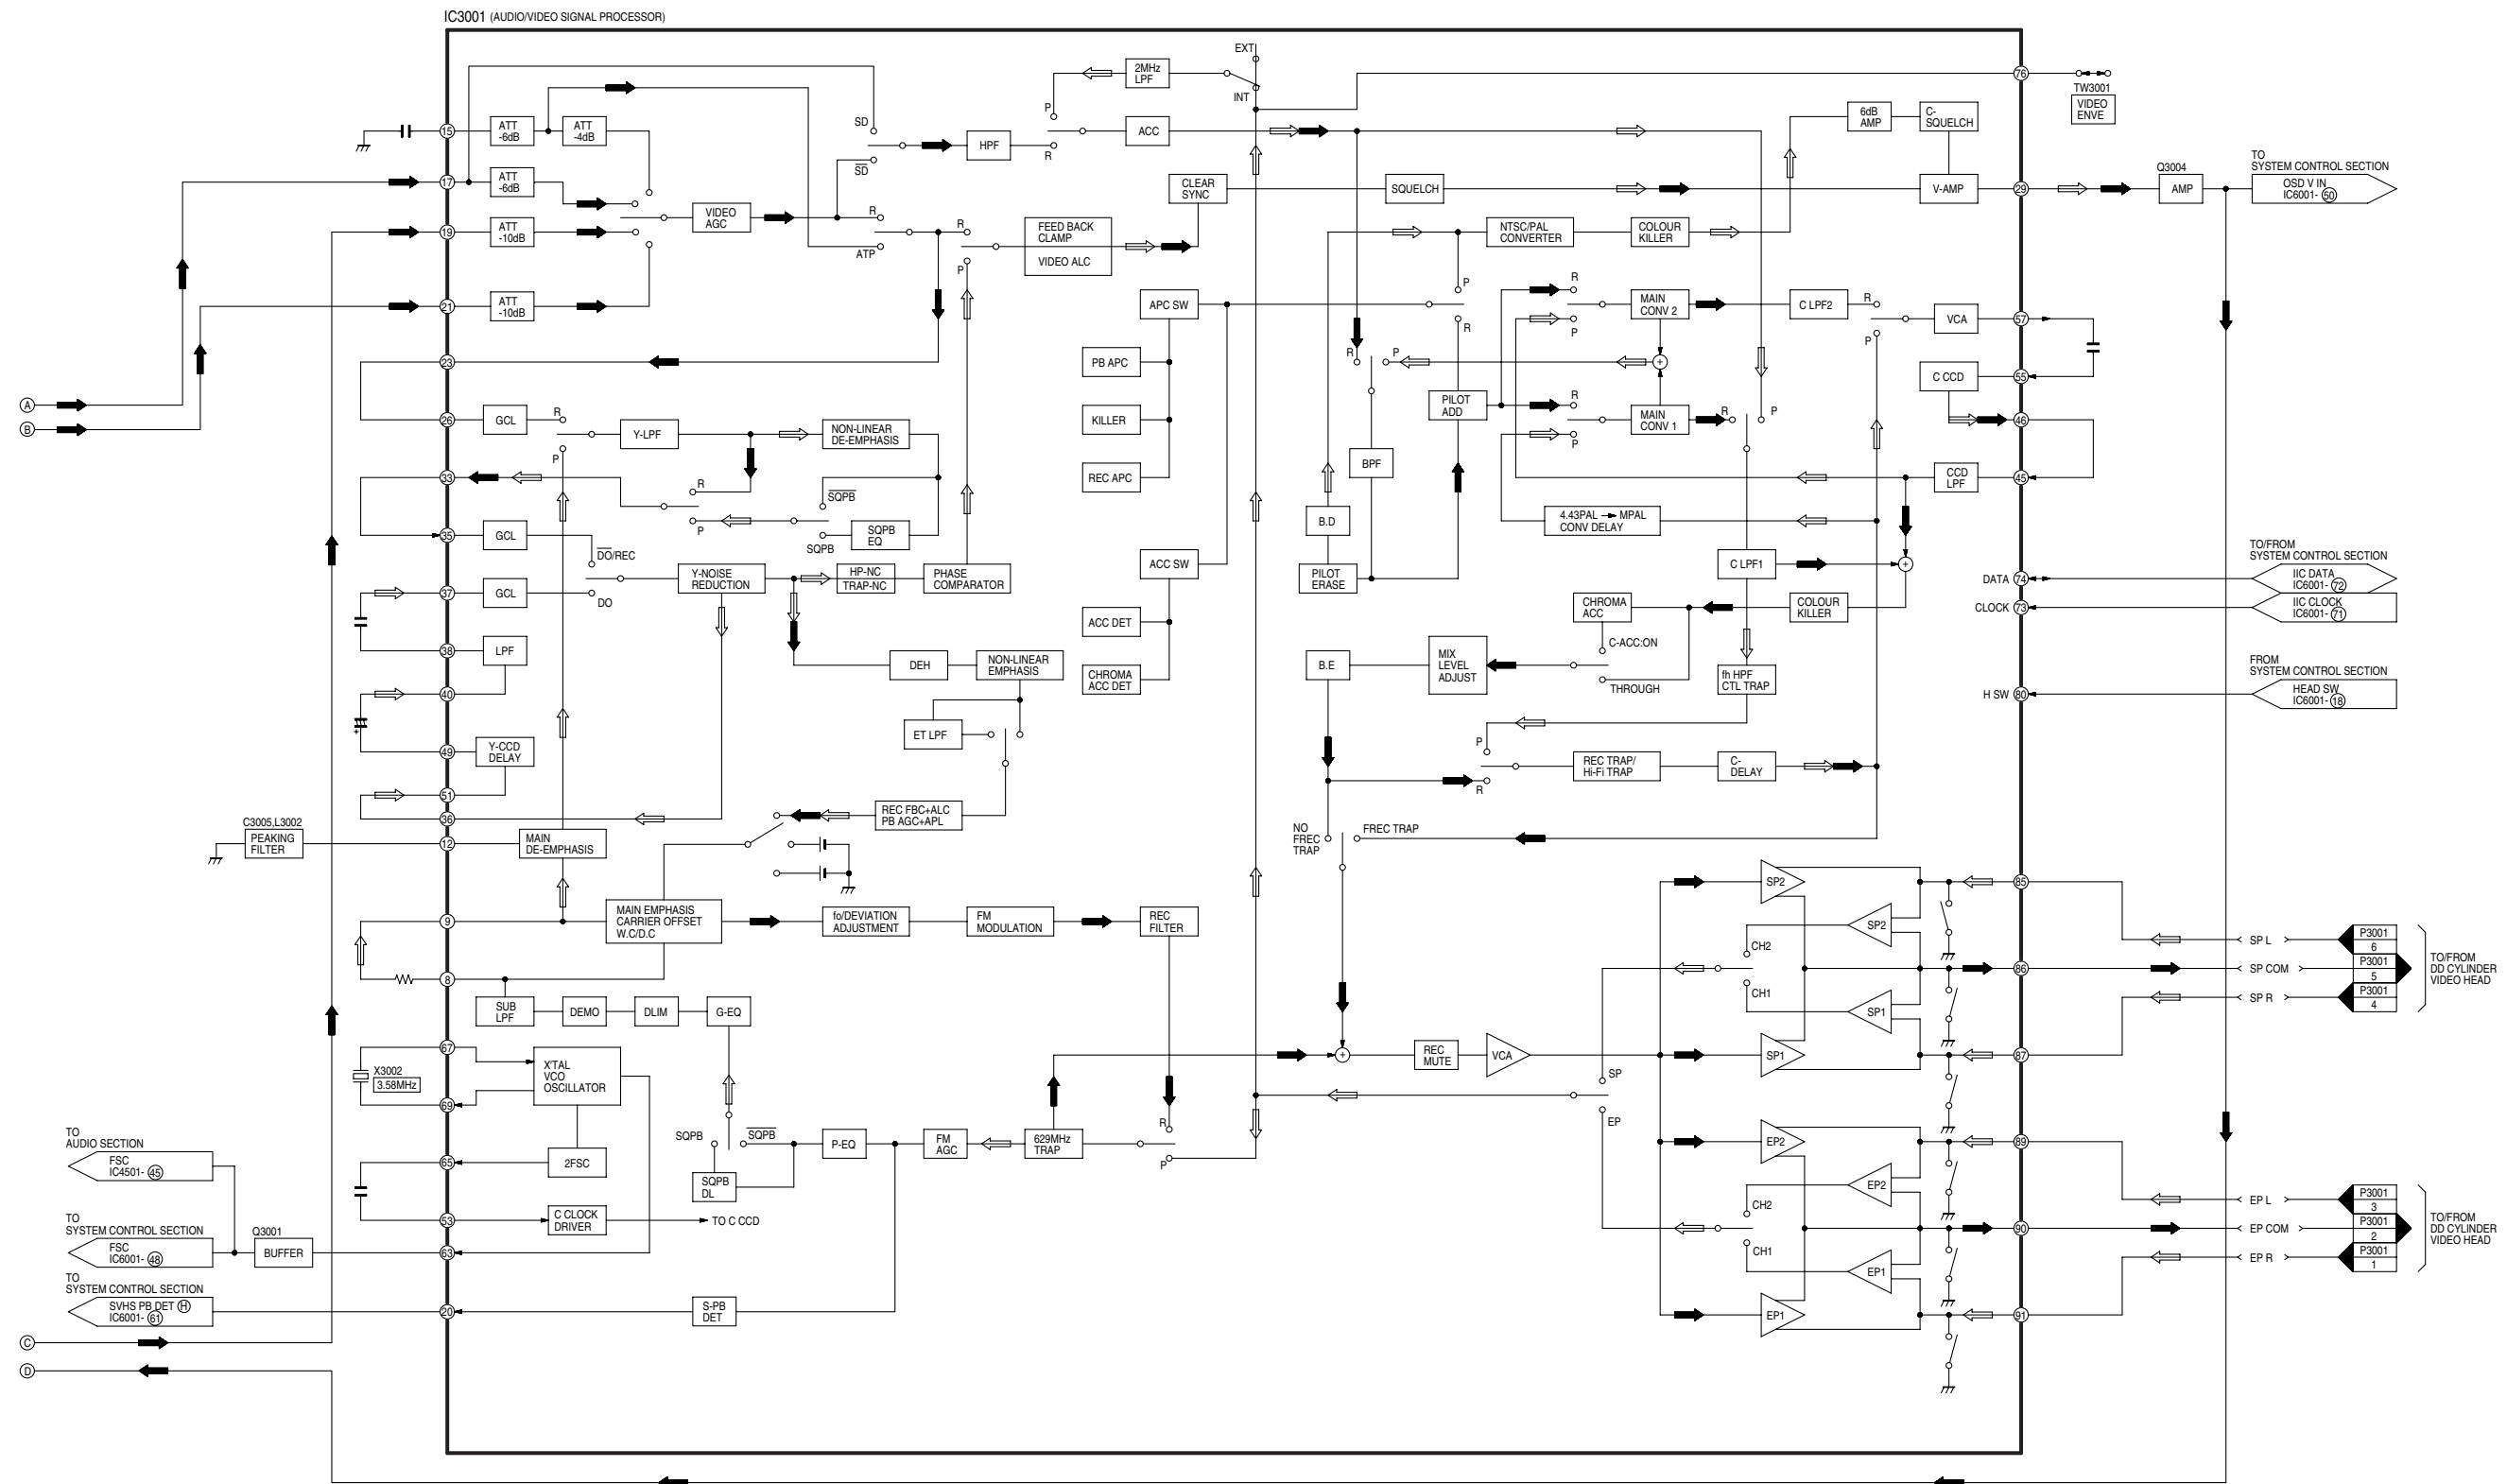 IC3001 (AUDIO/VIDEO SIGNAL PROCESSOR)
EXT
INT
2MHz
LPF
76
TW3001
VIDEO
ENVE
15
ATT
-6dB
ATT
-4dB
SD
SD
HPF
P
R
ACC
6dB
AMP
C-
SQUELCH
17
ATT
-6dB
CLEAR
SYNC
SQUELCH
V-AMP
29
Q3004
AMP
TO
SYSTEM CONTROL SECTION
OSD V IN
IC6001- 50
19
ATT
-10dB
VIDEO
AGC
R
ATP
R
P
FEED BACK
CLAMP
VIDEO ALC
NTSC/PAL
CONVERTER
COLOUR
KILLER
21
ATT
-10dB
APC SW
P
R
R
P
MAIN
CONV 2
C LPF2
R
P
VCA
57
23
PB APC
R
P
+
C CCD
55
A
B
26
GCL
R
P
Y-LPF
NON-LINEAR
DE-EMPHASIS
KILLER
PILOT
ADD
R
P
MAIN
CONV 1
R
P
46
33
R
P
SQPB
SQPB
SQPB
EQ
REC APC
BPF
CCD
LPF
45
35
GCL
DO/REC
B.D
4.43PAL
MPAL
CONV DELAY
37
GCL
DO
Y-NOISE
REDUCTION
HP-NC
TRAP-NC
PHASE
COMPARATOR
ACC SW
PILOT
ERASE
C LPF1
+
DATA
74
TO/FROM
SYSTEM CONTROL SECTION
IIC DATA
IC6001- 72
CLOCK
73
IIC CLOCK
IC6001- 71
38
LPF
ACC DET
CHROMA
ACC
COLOUR
KILLER
C-ACC:ON
THROUGH
DEH
NON-LINEAR
EMPHASIS
CHROMA
ACC DET
B.E
MIX
LEVEL
ADJUST
fh HPF
CTL TRAP
FROM
SYSTEM CONTROL SECTION
H SW
80
HEAD SW
IC6001- 18
40
+
49
Y-CCD
DELAY
ET LPF
P
R
REC TRAP/
Hi-Fi TRAP
C-
DELAY
51
36
REC FBC+ALC
PB AGC+APL
C3005,L3002
PEAKING
FILTER
12
MAIN
DE-EMPHASIS
NO
FREC
TRAP
FREC TRAP
SP2
85
9
MAIN EMPHASIS
CARRIER OFFSET
W.C/D.C
fo/DEVIATION
ADJUSTMENT
FM
MODULATION
REC
FILTER
SP2
CH2
CH1
SP L
P3001
6
8
86
SP COM
P3001
5
TO/FROM
DD CYLINDER
VIDEO HEAD
SUB
LPF
DEMO
DLIM
G-EQ
SP1
SP R
P3001
4
67
X3002
3.58MHz
X'TAL
VCO
OSCILLATOR
+
REC
MUTE
VCA
SP1
87
69
SP
EP
TO
AUDIO SECTION
FSC
IC4501- 45
65
2FSC
SQPB
SQPB
P-EQ
FM
AGC
629MHz
TRAP
R
P
EP2
89
SQPB
DL
EP2
CH2
CH1
EP L
P3001
3
53
C CLOCK
DRIVER
TO C CCD
90
EP COM
P3001
2
TO/FROM
DD CYLINDER
VIDEO HEAD
TO
SYSTEM CONTROL SECTION
FSC
IC6001- 48
Q3001
BUFFER
63
EP1
EP R
P3001
1
TO
SYSTEM CONTROL SECTION
SVHS PB DET H
IC6001- 61
20
S-PB
DET
EP1
91
C
D